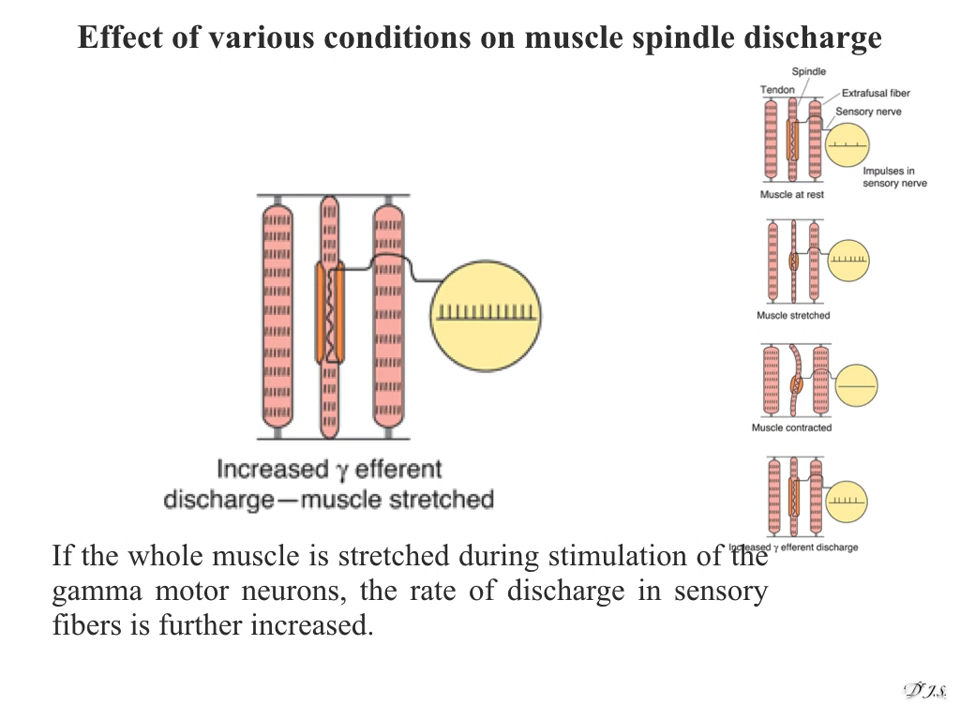 Effect of various conditions on muscle spindle discharge
Spindle
Tendon
Extrafusal fiber
Sensory nerve
Impulses in
sensory nerve
Muscle at rest
Muscle stretched
Muscle contracted
Increased γ efferent discharge
Increased γ efferent
discharge—muscle stretched
If the whole muscle is stretched during stimulation of the
gamma motor neurons, the rate of discharge in sensory
fibers is further increased.